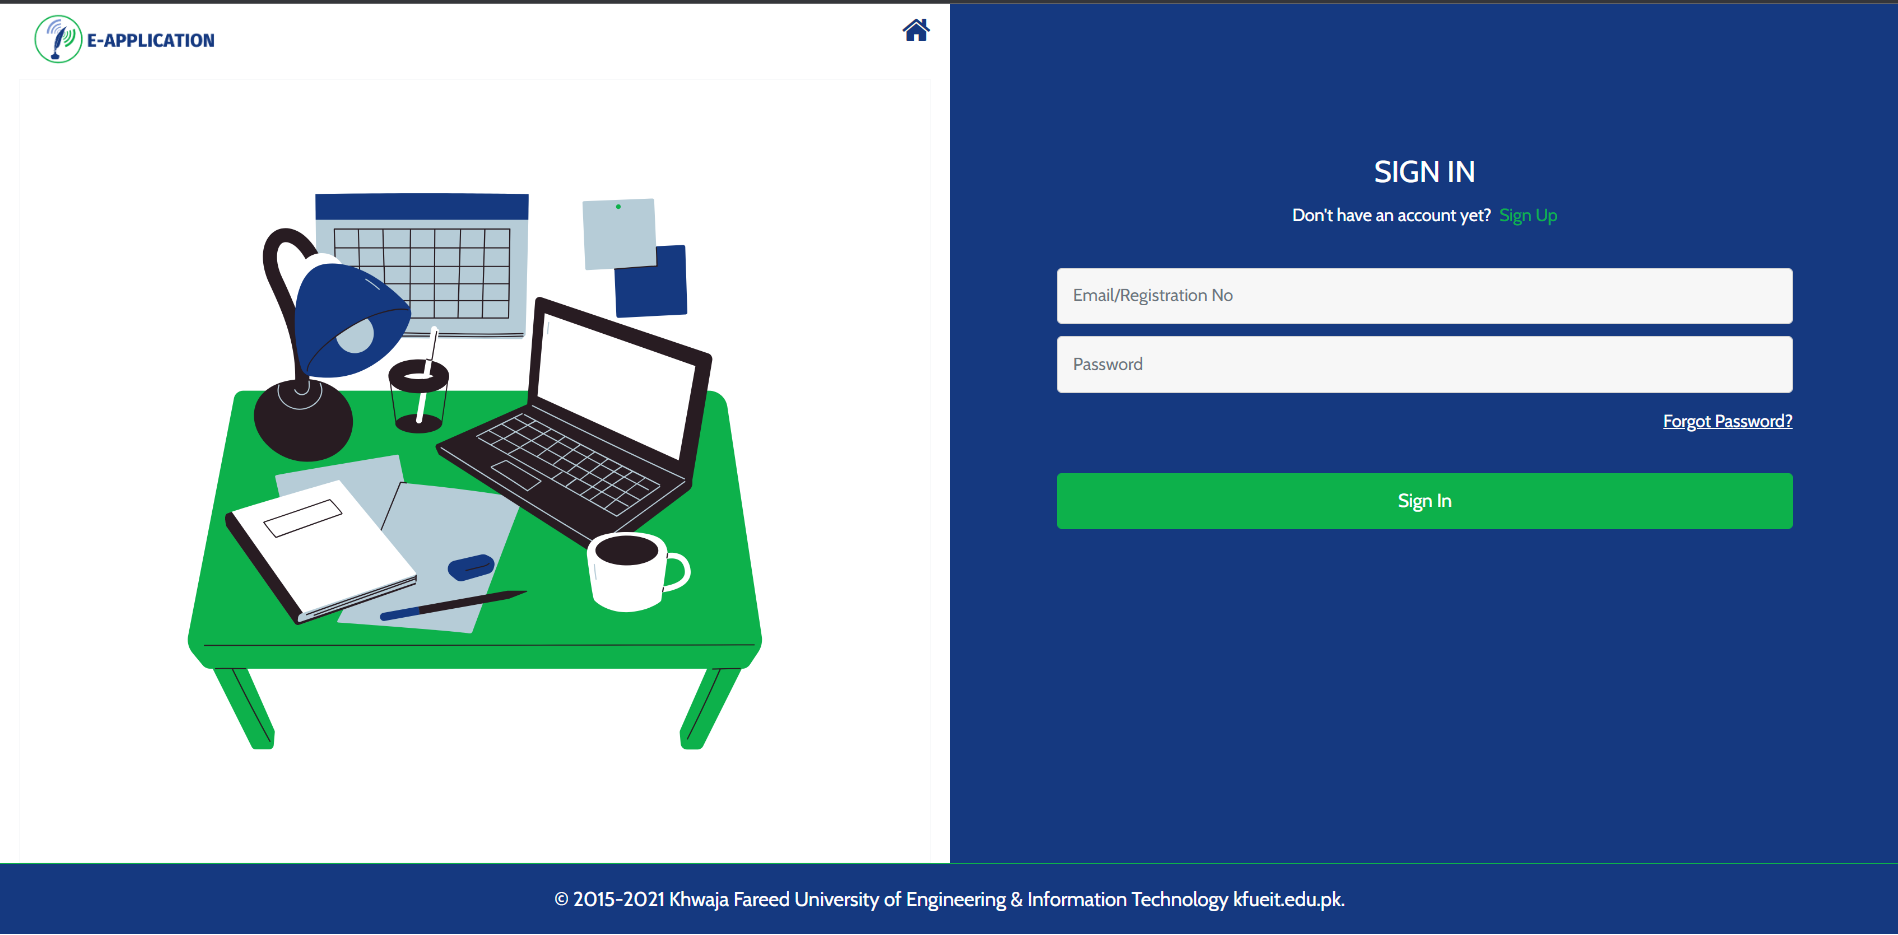 E-APPLICATION
SIGN IN
Don't have an account yet? Sign Up
Email/Registration No
Password
Forgot Password?
Sign In
© 2015-2021 Khwaja Fareed University of Engineering & Information Technology kfueit.edu.pk.